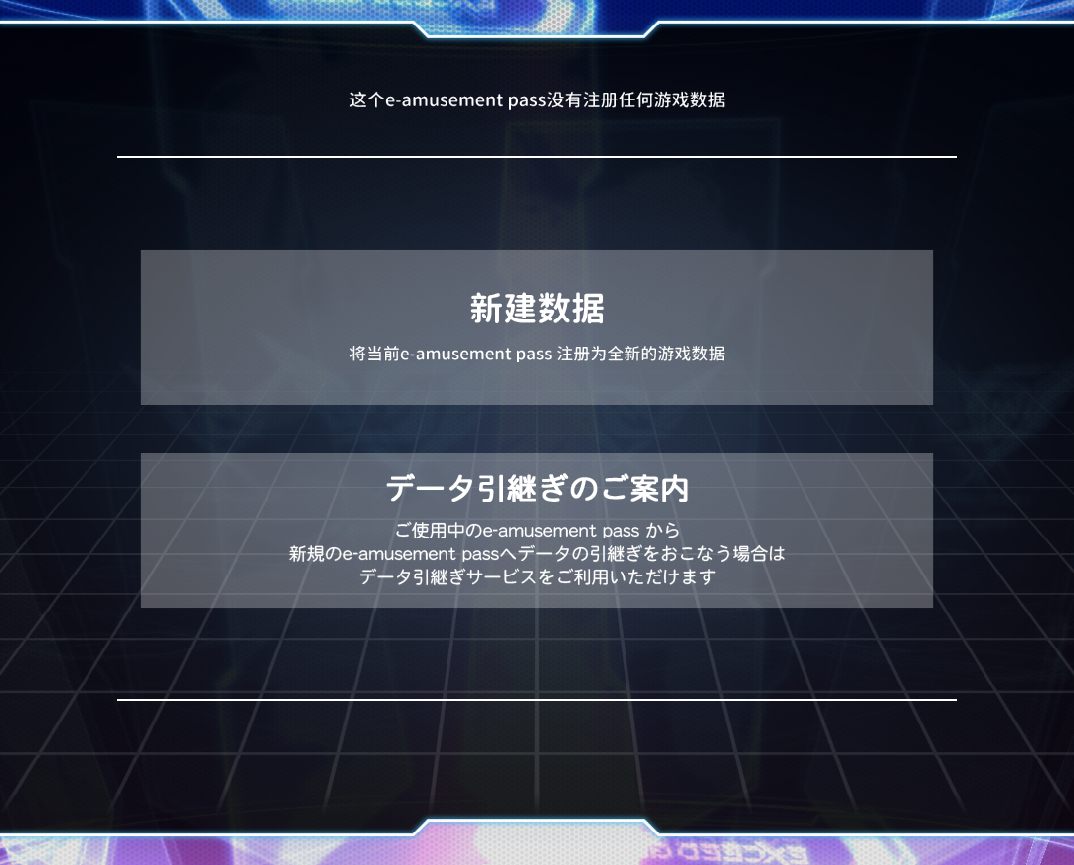 这个e-amusement pass没有注册任何游戏数据
新建数据
将当前e-amusement pass 注册为全新的游戏数据
データ引継ぎのご案内
ご使用中のe-amusement pass から
新規のe-amusement passへデータの引継ぎをおこなう場合は
データ引継ぎサービスをご利用いただけます